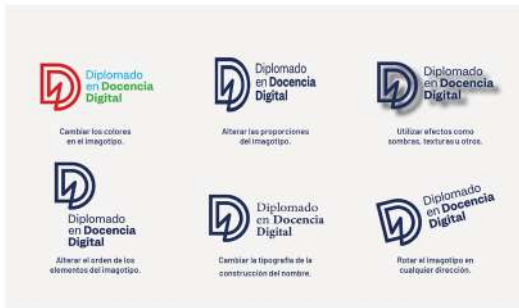 Diplomado
en Docencia
Digital
Cambiar los colores
en el imagotipo.
Diplomado
en Docencia
Digital
Alterar las proporciones
del imagotipo.
Diplomado
en Docencia
Digital
Utilizar efectos como
sombras, texturas u otros.
Diplomado
en Docencia
Digital
Alterar el orden de los
elementos del imagotipo.
Diplomado
en Docencia
Digital
Cambiar la tipografía de la
construcción del nombre.
Diplomado
en Docencia
Digital
Rotar el imagotipo en
cualquier dirección.